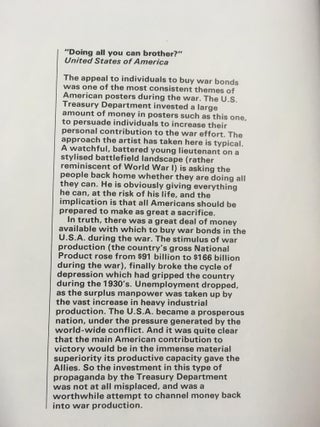 "Doing all you can brother?"
United States of America
The appeal to individuals to buy war bonds
was one of the most consistent themes of
American posters during the war. The U.S.
Treasury Department invested a large
amount of money in posters such as this one,
to persuade individuals to increase their
personal contribution to the war effort. The
approach the artist has taken here is typical.
A watchful, battered young lieutenant on a
stylised battlefield landscape (rather
reminiscent of World War I) is asking the
people back home whether they are doing all
they can. He is obviously giving everything
he can, at the risk of his life, and the
implication is that all Americans should be
prepared to make as great a sacrifice.
In truth, there was a great deal of money
available with which to buy war bonds in the
U.S.A. during the war. The stimulus of war
production (the country's gross National
Product rose from $91 billion to $166 billion
during the war), finally broke the cycle of
depression which had gripped the country
during the 1930's. Unemployment dropped,
as the surplus manpower was taken up by
the vast increase in heavy industrial
production. The U.S.A. became a prosperous
nation, under the pressure generated by the
world-wide conflict. And it was quite clear
that the main American contribution to
victory would be in the immense material
superiority its productive capacity gave the
Allies. So the investment in this type of
propaganda by the Treasury Department
was not at all misplaced, and was a
worthwhile attempt to channel money back
into war production.